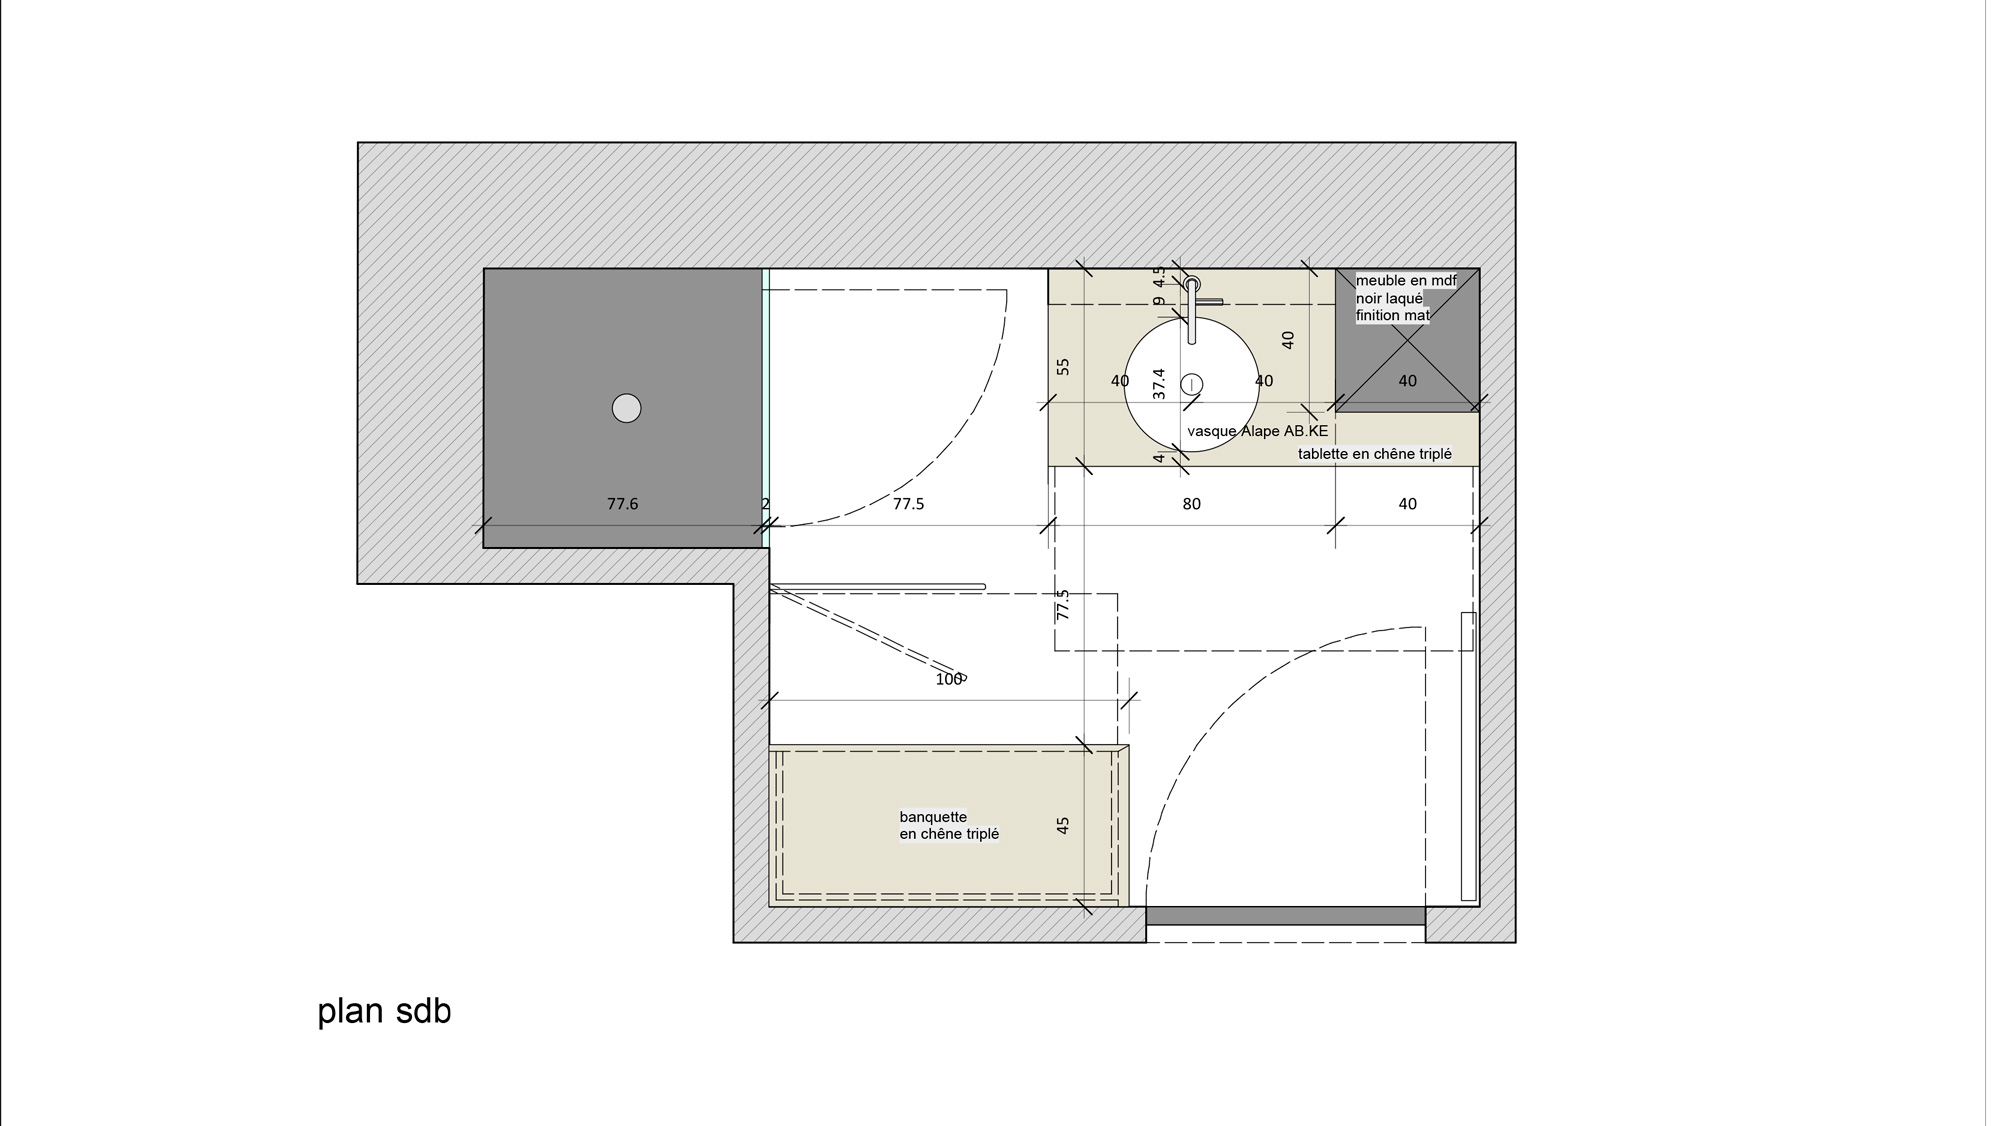 meuble en mdf
noir laqué
finition mat
4.5
9
40
55
40
37.4
40
40
vasque Alape AB.KE
tablette en chêne triplé
4
77.6
2
77.5
80
40
77.5
100
banquette
en chêne triplé
45
plan sdb